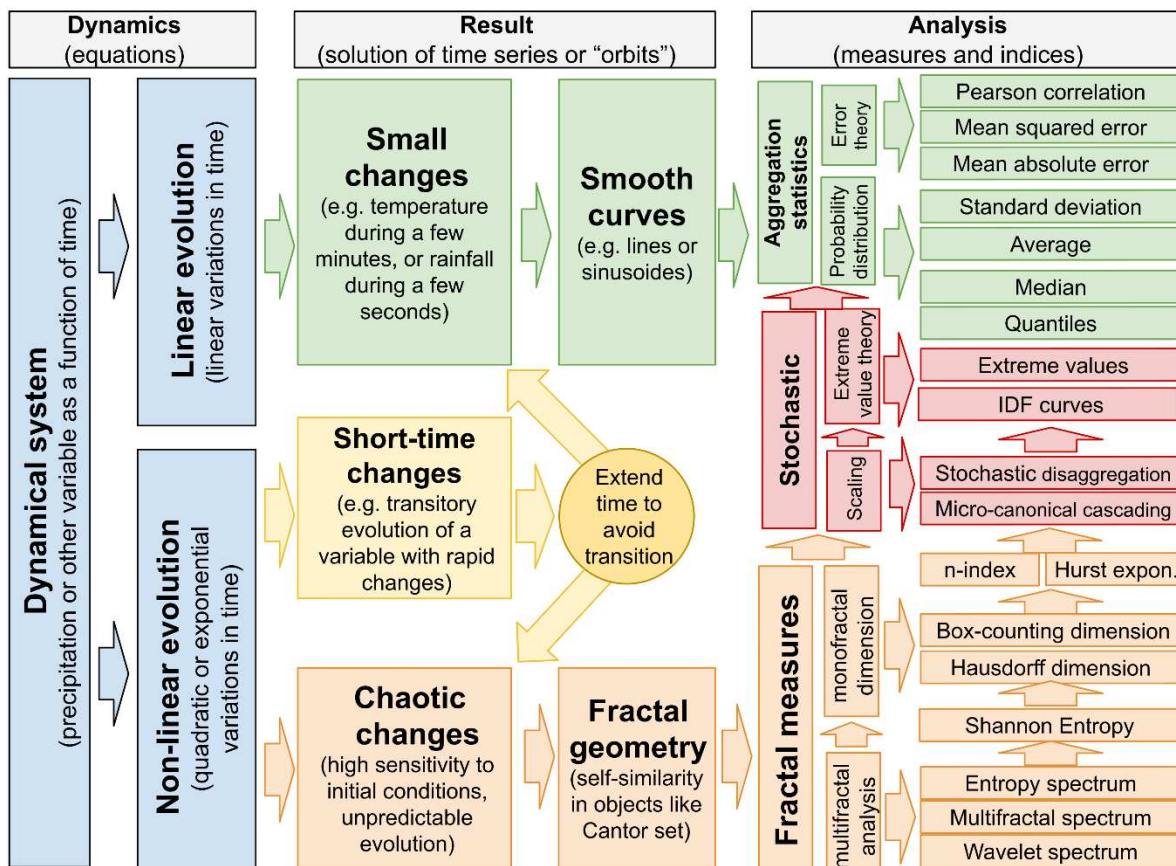 Dynamics
(equations)
Result
(solution of time series or “orbits”)
Analysis
(measures and indices)
Dynamical system
(precipitation or other variable as a function of time)
Linear evolution
(linear variations in time)
Non-linear evolution
(quadratic or exponential
variations in time)
Small
changes
(e.g. temperature
during a few
minutes, or rainfall
during a few
seconds)
Smooth
curves
(e.g. lines or
sinusoides)
Short-time
changes
(e.g. transitory
evolution of a
variable with rapid
changes)
Extend
time to
avoid
transition
Chaotic
changes
(high sensitivity to
initial conditions,
unpredictable
evolution)
Fractal
geometry
(self-similarity
in objects like
Cantor set)
Aggregation
statistics
Error
theory
Probability
distribution
Pearson correlation
Mean squared error
Mean absolute error
Standard deviation
Average
Median
Quantiles
Stochastic
Extreme
value theory
Scaling
Extreme values
IDF curves
Stochastic disaggregation
Micro-canonical cascading
Fractal measures
monofractal
dimension
multifractal
analysis
n-index
Hurst expon.
Box-counting dimension
Hausdorff dimension
Shannon Entropy
Entropy spectrum
Multifractal spectrum
Wavelet spectrum